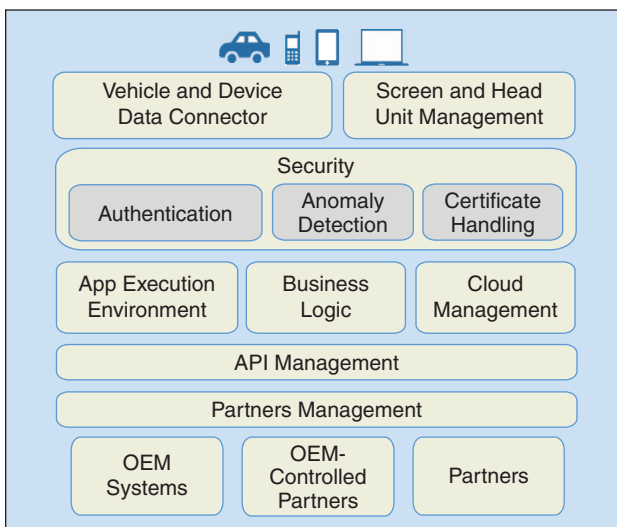 Vehicle and Device
Data Connector
Screen and Head
Unit Management
Security
Authentication
Anomaly
Detection
Certificate
Handling
App Execution
Environment
Business
Logic
Cloud
Management
API Management
Partners Management
OEM
Systems
OEM-
Controlled
Partners
Partners